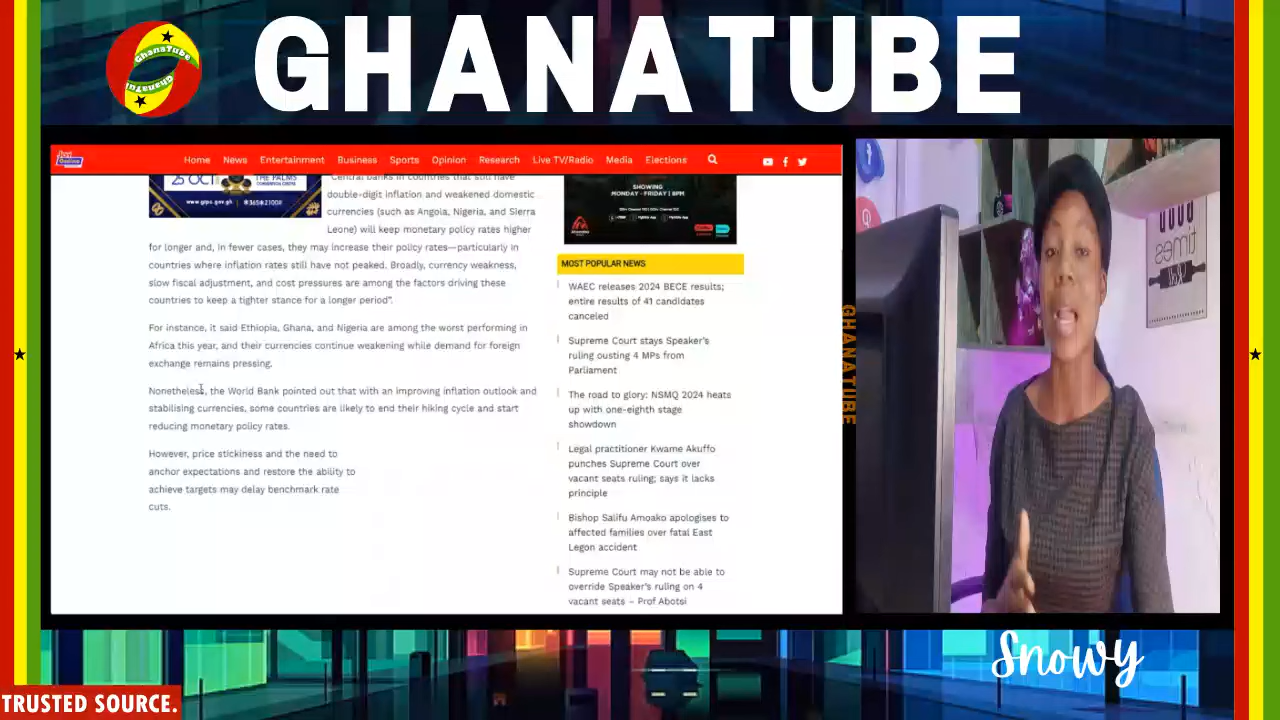 GHANATUBE
GhanaTube
GhanaTube
Online
Home News Entertainment Business Sports Opinion Research Live TV/Radio Media Elections
25 OCT THE PALMS
CONVENTION CENTRE
www.gipc.gov.gh
Central banks in countries that still have
double-digit inflation and weakened domestic
currencies (such as Angola, Nigeria, and Sierra
Leone) will keep monetary policy rates higher
for longer and, in fewer cases, they may increase their policy rates—particularly in
countries where inflation rates still have not peaked. Broadly, currency weakness,
slow fiscal adjustment, and cost pressures are among the factors driving these
countries to keep a tighter stance for a longer period”.
For instance, it said Ethiopia, Ghana, and Nigeria are among the worst performing in
Africa this year, and their currencies continue weakening while demand for foreign
exchange remains pressing.
Nonetheless, the World Bank pointed out that with an improving inflation outlook and
stabilising currencies, some countries are likely to end their hiking cycle and start
reducing monetary policy rates.
However, price stickiness and the need to
anchor expectations and restore the ability to
achieve targets may delay benchmark rate
cuts.
SHOWING
MONDAY - FRIDAY | 8PM
MOST POPULAR NEWS
WAEC releases 2024 BECE results;
entire results of 41 candidates
canceled
Supreme Court stays Speaker’s
ruling ousting 4 MPs from
Parliament
The road to glory: NSMQ 2024 heats
up with one-eighth stage
showdown
Legal practitioner Kwame Akuffo
punches Supreme Court over
vacant seats ruling; says it lacks
principle
Bishop Salifu Amoako apologises to
affected families over fatal East
Legon accident
Supreme Court may not be able to
override Speaker’s ruling on 4
vacant seats – Prof Abotsi
GHANATUBE
Snowy
TRUSTED SOURCE.